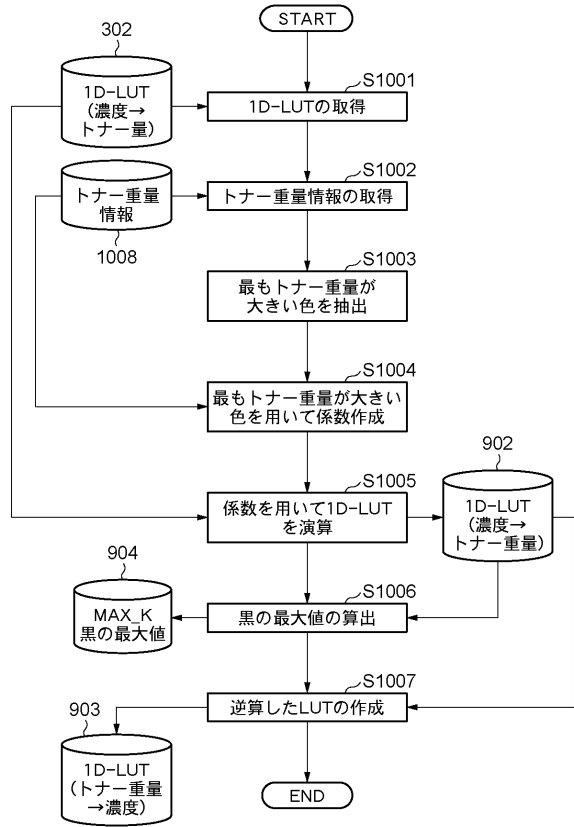 START
302
1D-LUT
(濃度→
トナー量)
S1001
1D-LUTの取得
S1002
トナー重量
情報
トナー重量情報の取得
1008
S1003
最もトナー重量が
大きい色を抽出
S1004
最もトナー重量が大きい
色を用いて係数作成
902
S1005
係数を用いて1D-LUT
を演算
1D-LUT
(濃度→
トナー重量)
904
S1006
MAX_K
黒の最大値
黒の最大値の算出
S1007
903
逆算したLUTの作成
1D-LUT
(トナー重量
→濃度)
END